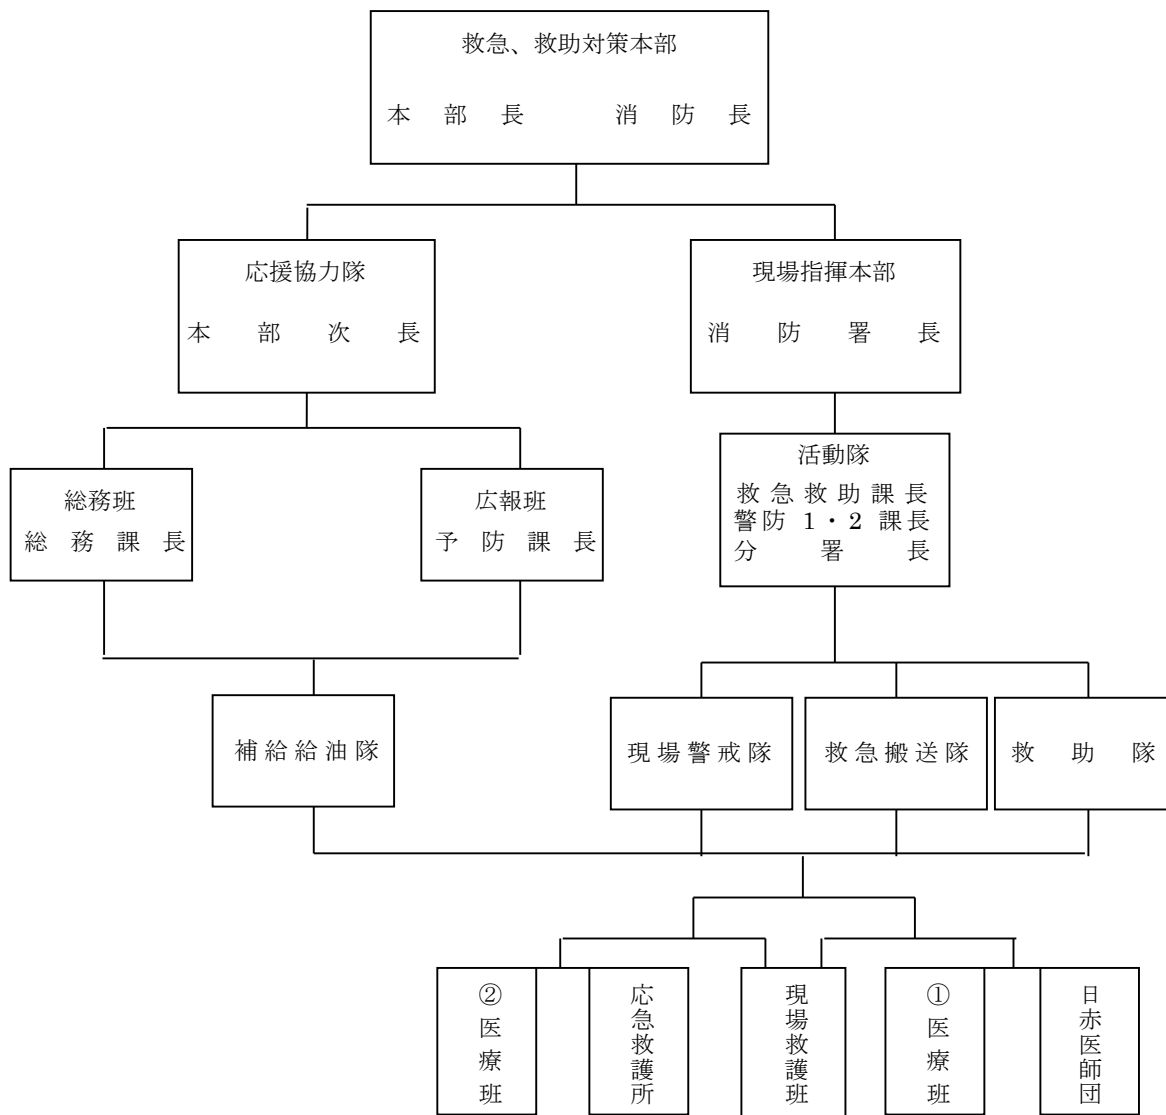 救急、救助対策本部
本部長 消防長
応援協力隊
本部次長
現場指揮本部
消防署長
総務班
総務課長
広報班
予防課長
活動隊
救急救助課長
警防1・2課長
分署長
補給給油隊
現場警戒隊
救急搬送隊
救助隊
②医療班
応急救護所
現場救護班
①医療班
日赤医師団